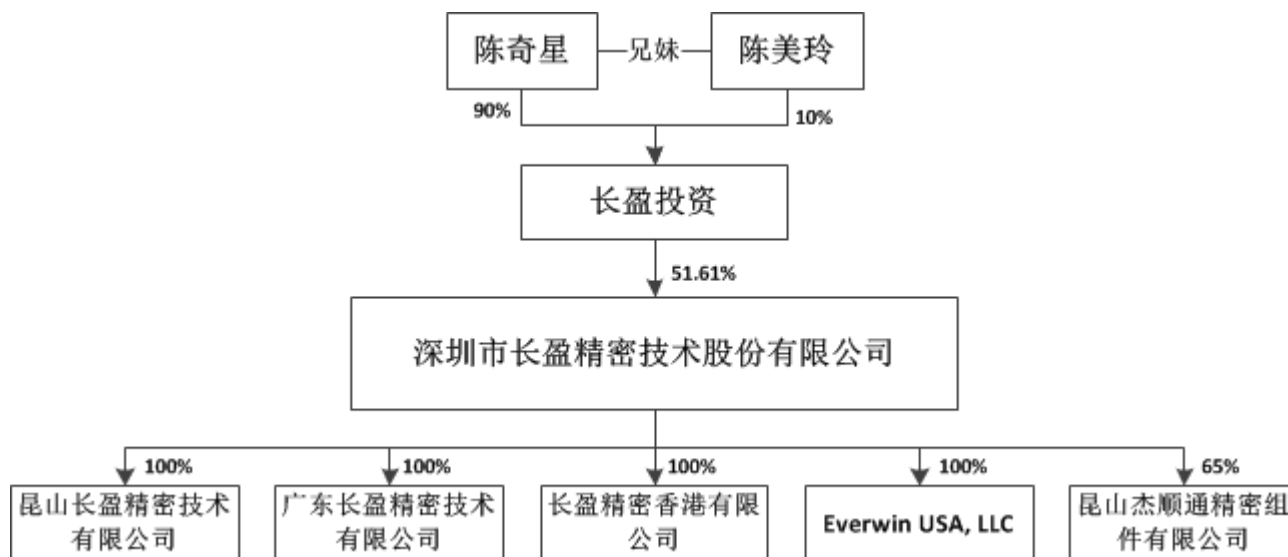 陈奇星
兄妹
陈美玲
90%
10%
长盈投资
51.61%
深圳市长盈精密技术股份有限公司
100%
100%
100%
100%
65%
昆山长盈精密技术
有限公司
广东长盈精密技术
有限公司
长盈精密香港有限
公司
Everwin USA, LLC
昆山杰顺通精密组
件有限公司